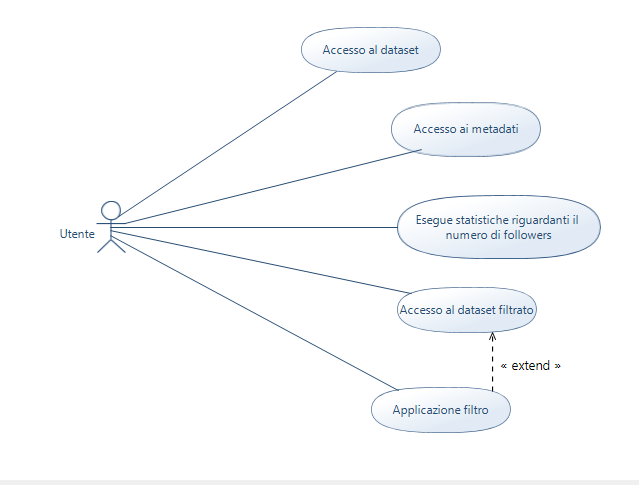 Accesso al dataset
Accesso ai metadati
Esegue statistiche riguardanti il
numero di followers
Utente
Accesso al dataset filtrato
« extend »
Applicazione filtro